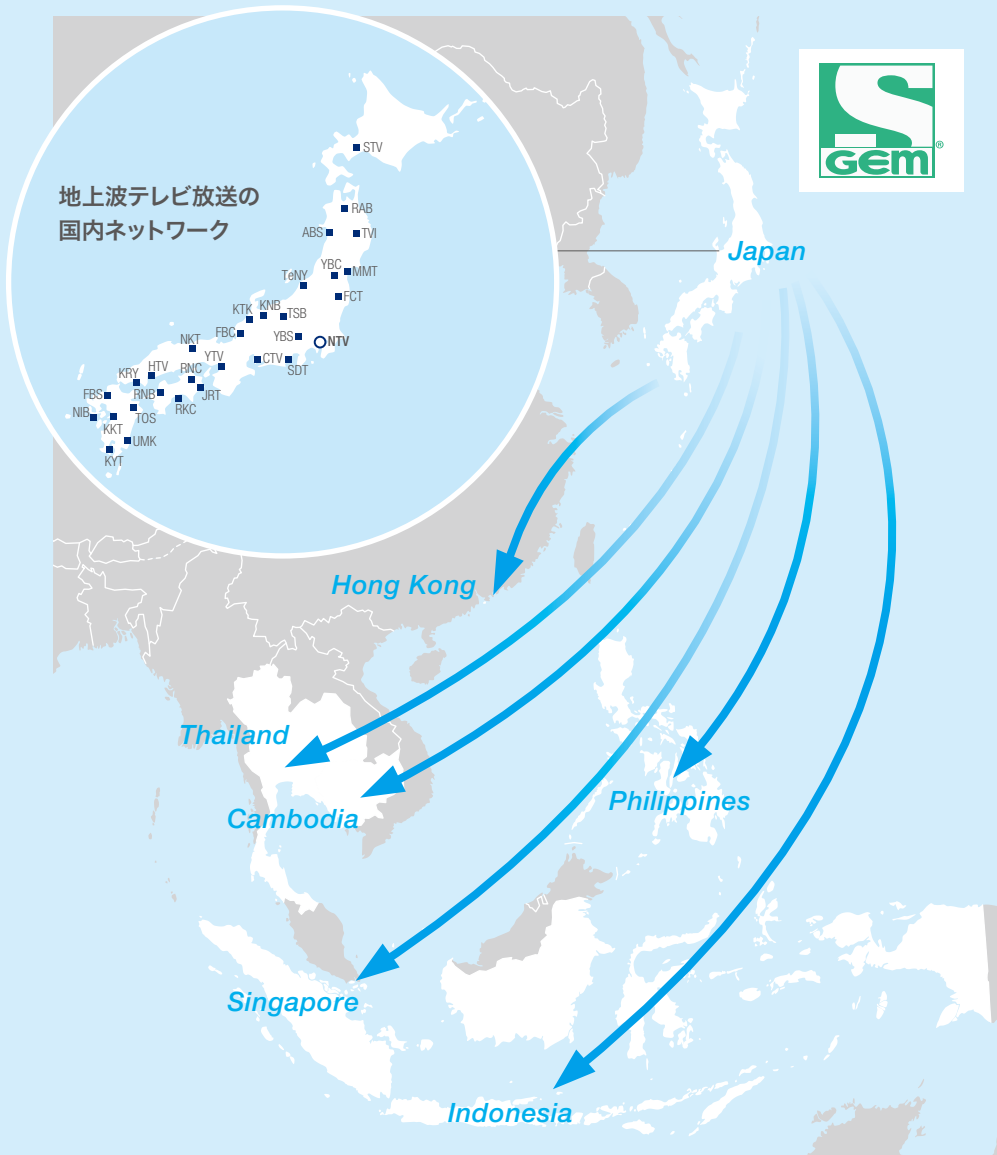 地上波テレビ放送の
国内ネットワーク
STV
RAB
ABS
TVI
YBC
MMT
TeNY
FCT
KTK
KNB
TSB
FBC
YBS
NTV
NKT
YTV
CTV
SDT
KRY
HTV
RNC
JRT
FBS
RNB
RKC
NIB
KKT
TOS
UMK
KYT
S
GEM®
Japan
Hong Kong
Thailand
Cambodia
Philippines
Singapore
Indonesia